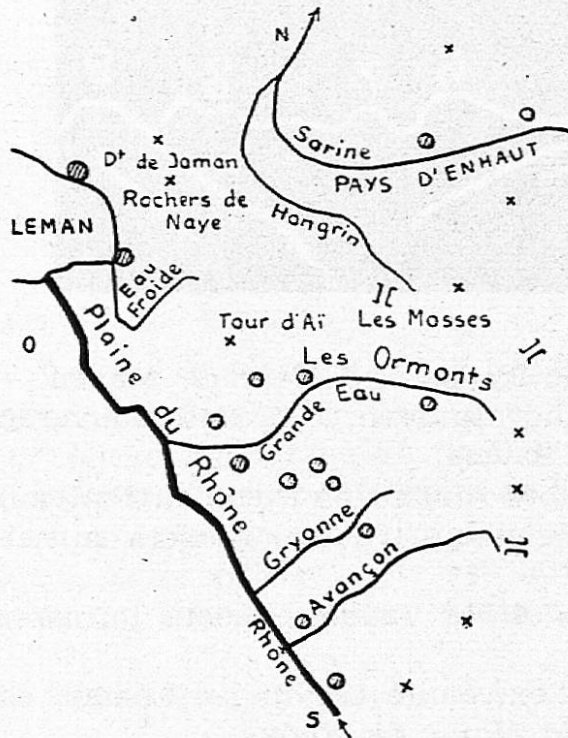 N
Sarine
PAYS D'ENHAUT
Dt de Jaman
Rochers de
Naye
Hongrin
LEMAN
Eau
Froide
Tour d'Aï
Les Mosses
Les Ormonts
Plaine du Rhône
Grande Eau
Gryonne
Avançon
Rhône
S